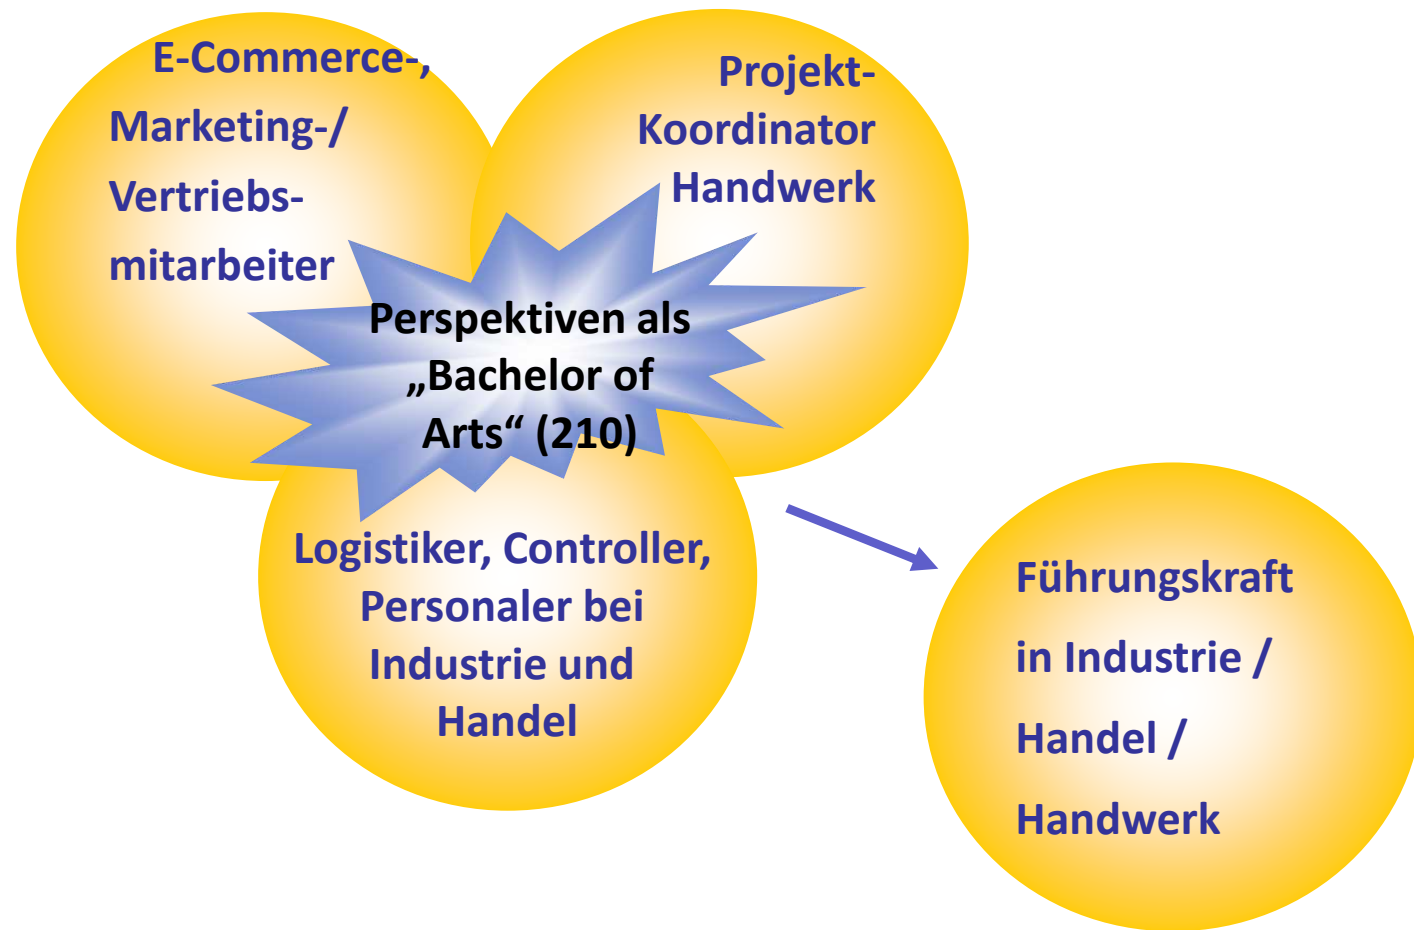 E-Commerce-,
Marketing-/
Vertriebs-
mitarbeiter
Projekt-
Koordinator
Handwerk
Perspektiven als
„Bachelor of
Arts“ (210)
Logistiker, Controller,
Personaler bei
Industrie und
Handel
Führungskraft
in Industrie /
Handel /
Handwerk